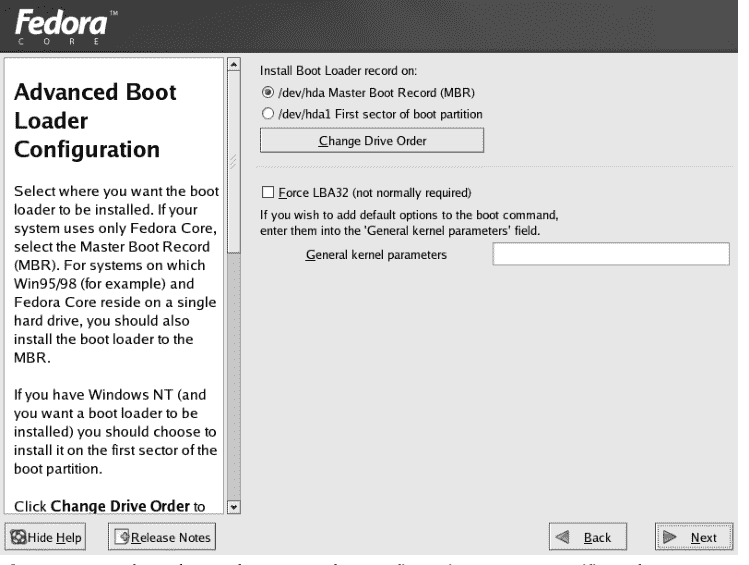 Fedora™
CORE
Advanced Boot
Loader
Configuration
Select where you want the boot
loader to be installed. If your
system uses only Fedora Core,
select the Master Boot Record
(MBR). For systems on which
Win95/98 (for example) and
Fedora Core reside on a single
hard drive, you should also
install the boot loader to the
MBR.
If you have Windows NT (and
you want a boot loader to be
installed) you should choose to
install it on the first sector of the
boot partition.
Click Change Drive Order to
Install Boot Loader record on:
/dev/hda Master Boot Record (MBR)
/dev/hda1 First sector of boot partition
Change Drive Order
Force LBA32 (not normally required)
If you wish to add default options to the boot command,
enter them into the 'General kernel parameters' field.
General kernel parameters
Hide Help
Release Notes
Back
Next